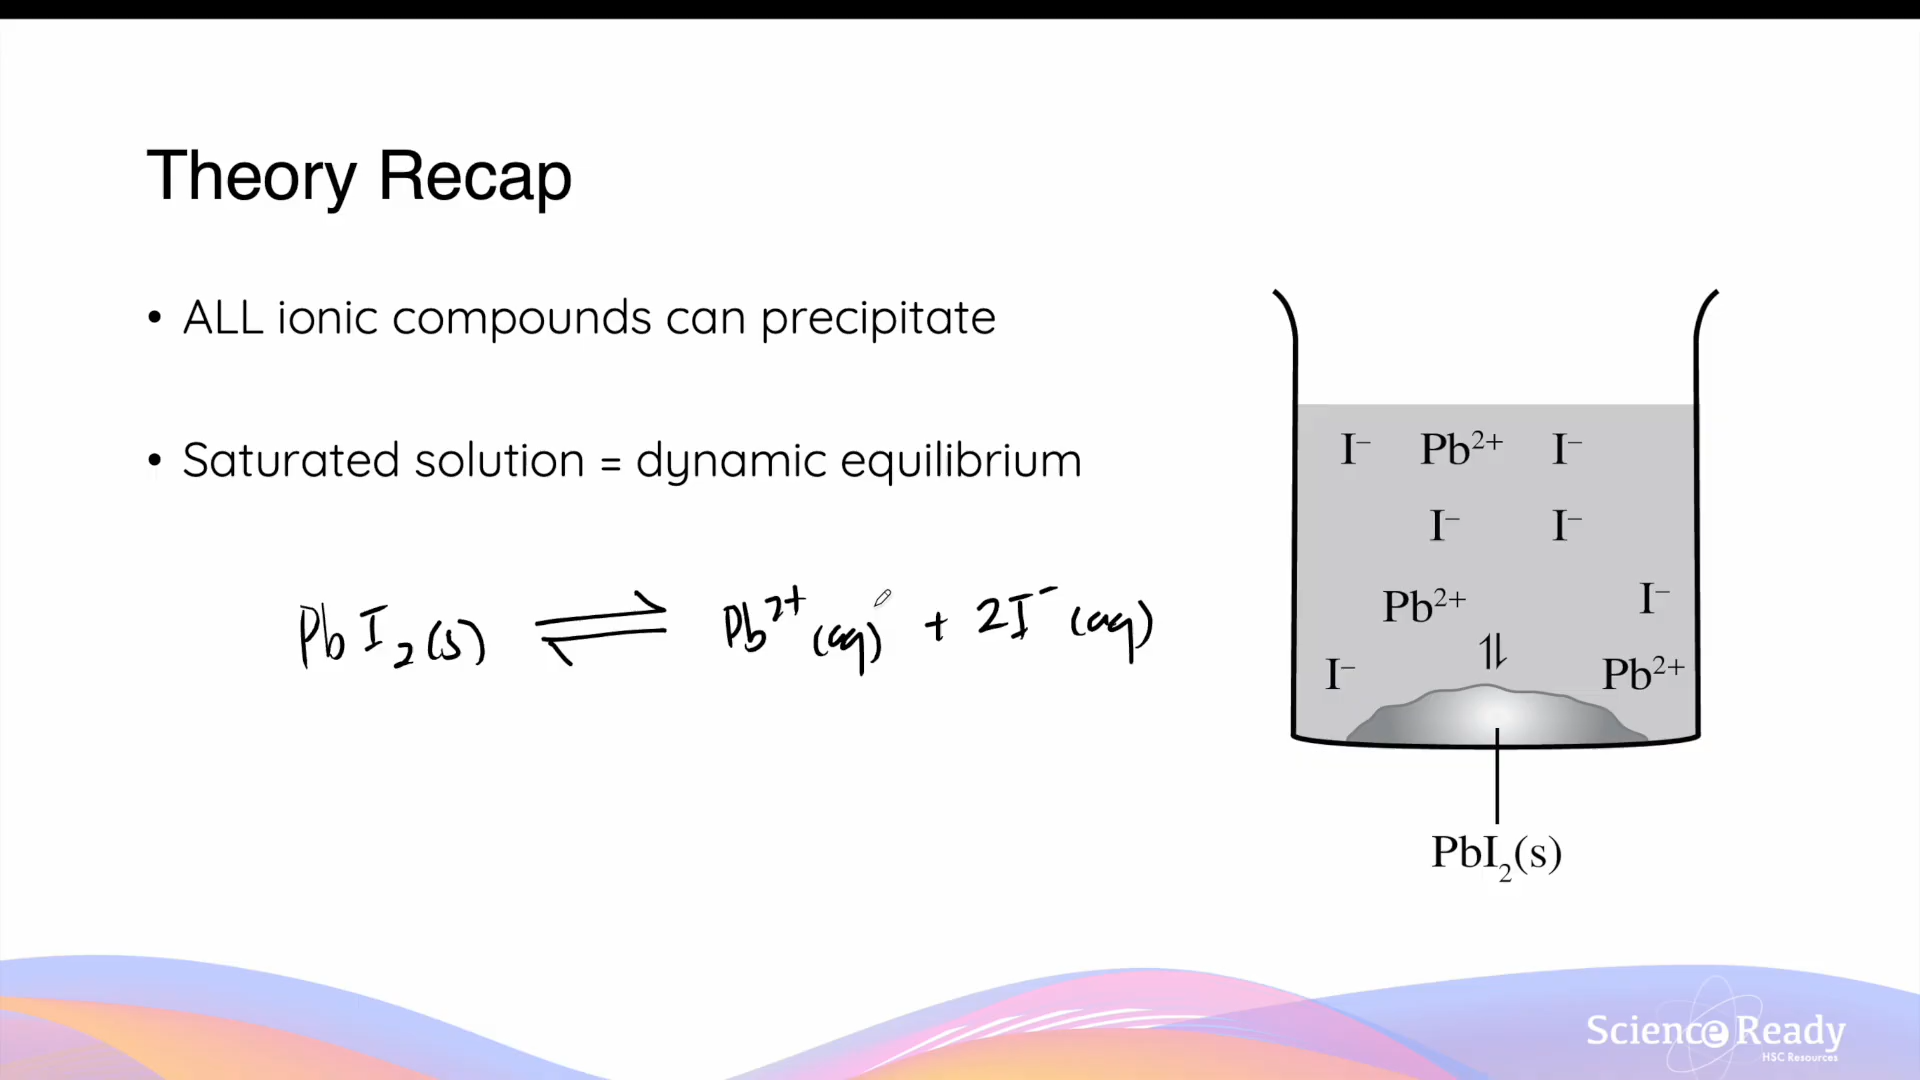 Theory Recap
• ALL ionic compounds can precipitate
• Saturated solution = dynamic equilibrium
PbI₂(s) ⇌ Pb²⁺(aq) + 2I⁻(aq)
I⁻ Pb²⁺ I⁻
I⁻ I⁻
Pb²⁺ I⁻
⥮
I⁻ Pb²⁺
PbI₂(s)
Science Ready
HSC Resources